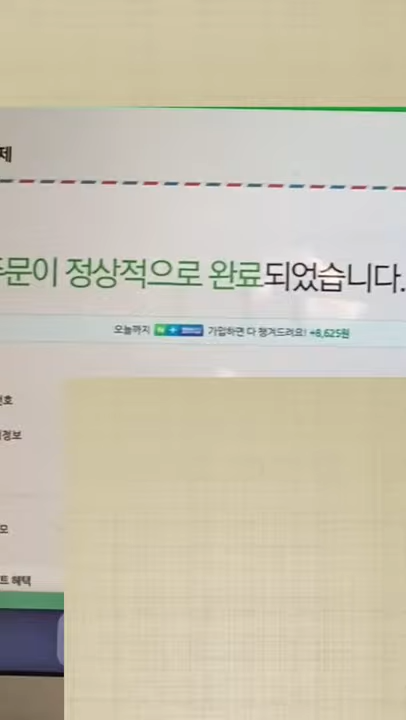 제
주문이 정상적으로 완료되었습니다.
오늘까지 N + 가입하면 다 챙겨드려요! +8,625원
호
정보
모
트 혜택